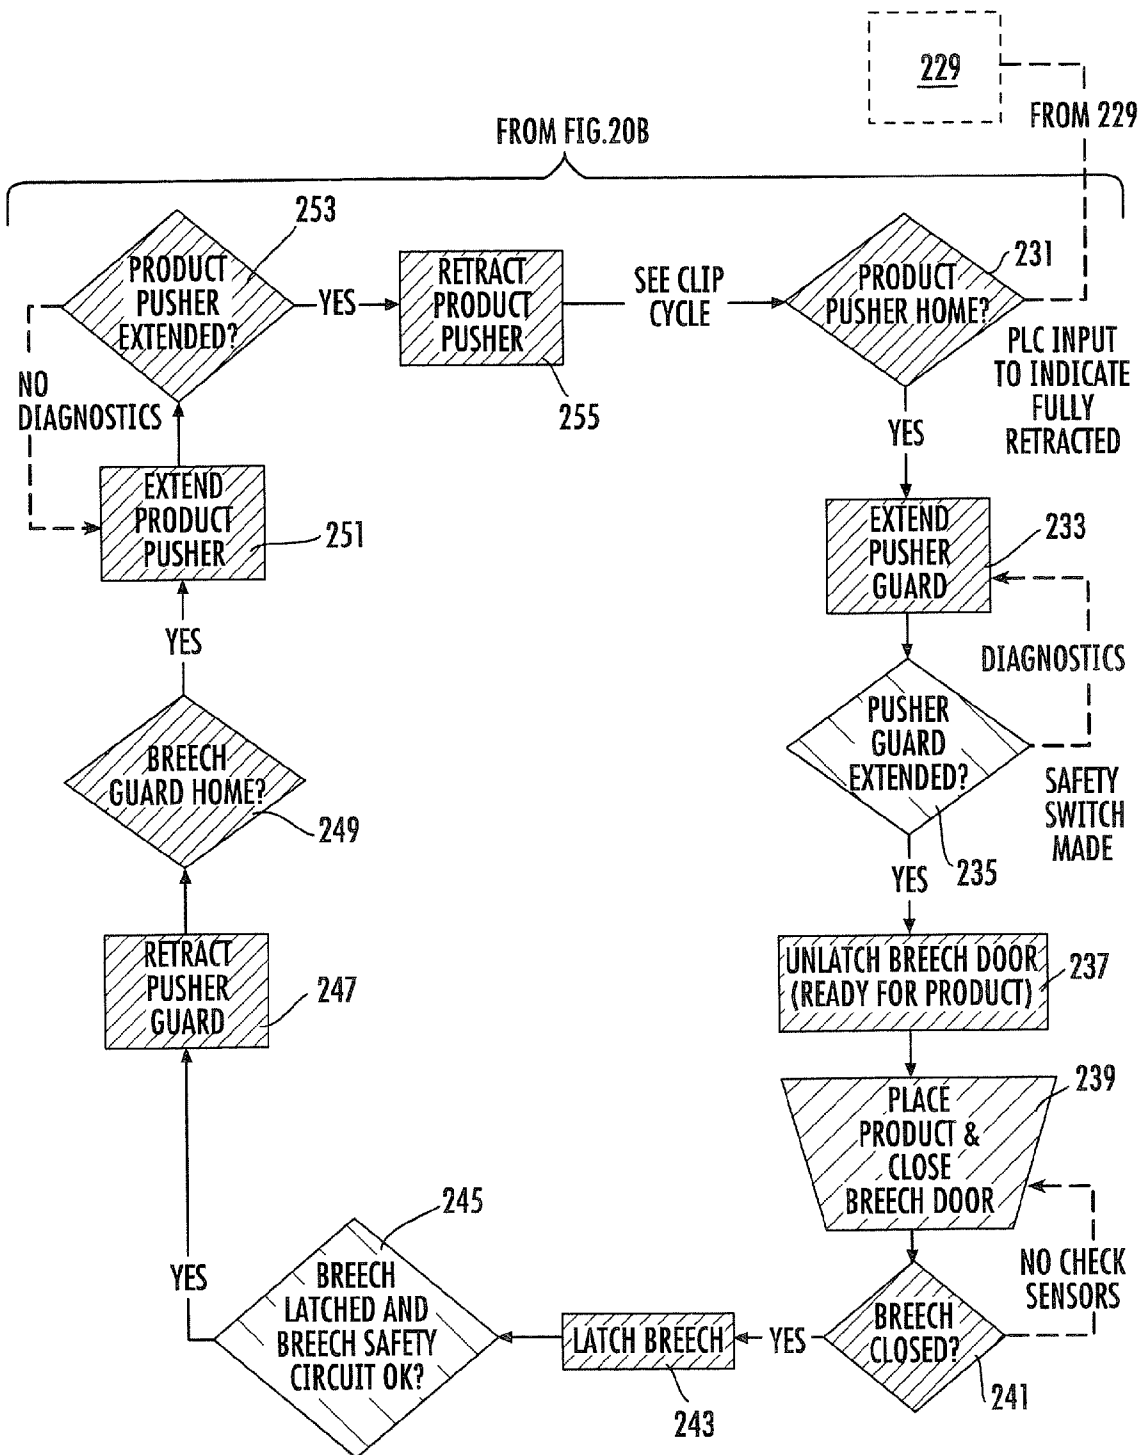 229
FROM 229
FROM FIG.20B
253
PRODUCT
PUSHER
EXTENDED?
YES
RETRACT
PRODUCT
PUSHER
255
SEE CLIP
CYCLE
PRODUCT
PUSHER HOME?
231
PLC INPUT
TO INDICATE
FULLY
RETRACTED
NO
DIAGNOSTICS
YES
EXTEND
PRODUCT
PUSHER
251
EXTEND
PUSHER
GUARD
233
YES
DIAGNOSTICS
BREECH
GUARD HOME?
249
PUSHER
GUARD
EXTENDED?
235
SAFETY
SWITCH
MADE
YES
RETRACT
PUSHER
GUARD
247
UNLATCH BREECH DOOR
(READY FOR PRODUCT)
237
PLACE
PRODUCT &
CLOSE
BREECH DOOR
239
NO CHECK
SENSORS
YES
245
BREECH
LATCHED AND
BREECH SAFETY
CIRCUIT OK?
LATCH BREECH
243
YES
BREECH
CLOSED?
241